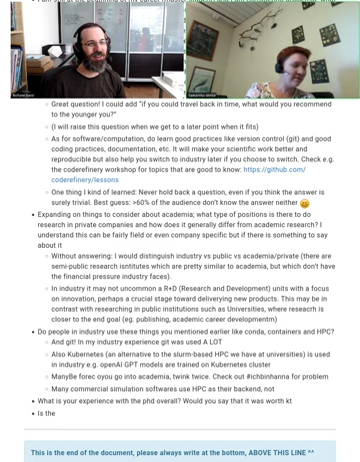 Great question! I could add "if you could travel back in time, what would you recommend
to the younger you?"
(I will raise this question when we get to a later point when it fits)
As for software/computation, do learn good practices like version control (git) and good
coding practices, documentation, etc. It will make your scientific work better and
reproducible but also help you switch to industry later if you choose to switch. Check e.g.
the coderefinery workshop for topics that are good to know: https://github.com/
coderefinery/lessons
One thing I kind of learned: Never hold back a question, even if you think the answer is
surely trivial. Best guess: >60% of the audience don't know the answer neither 😄
Expanding on things to consider about academia; what type of positions is there to do
research in private companies and how does it generally differ from academic research? I
understand this can be fairly field or even company specific but if there is something to say
about it
Without answering: I would distinguish industry vs public vs academia/private (there are
semi-public research institutes which are pretty similar to academia, but which don't have
the financial pressure industry faces).
In industry it may not uncommon a R+D (Research and Development) units with a focus
on innovation, perhaps a crucial stage toward deliverying new products. This may be in
contrast with researching in public institutions such as Universities, where reserarch is
closer to the end goal (eg. publishing, academic career developmentm)
Do people in industry use these things you mentioned earlier like conda, containers and HPC?
And git! In my industry experience git was used A LOT
Also Kubernetes (an alternative to the slurm-based HPC we have at universities) is used
in industry e.g. openAI GPT models are trained on Kubernetes cluster
ManyBe forec oyou go into academia, twink twice. Check out #ichbinhanna for problem
Many commercial simulation softwares use HPC as their backend, not
What is your experience with the phd overall? Would you say that it was worth kt
Is the
This is the end of the document, please always write at the bottom, ABOVE THIS LINE ^^